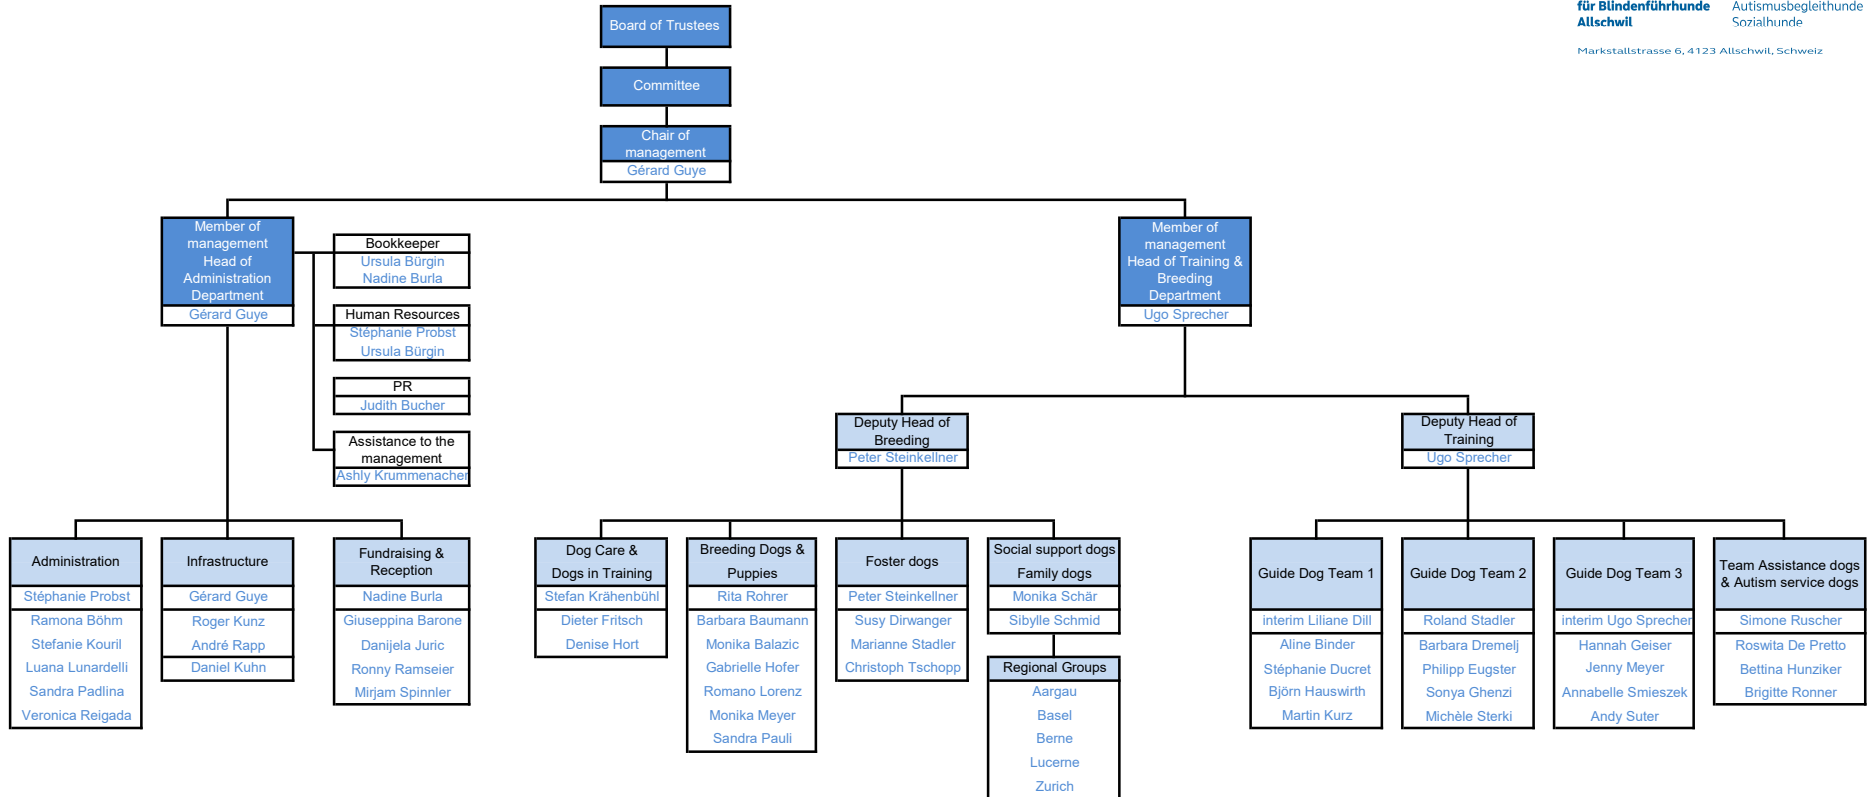 für Blindenführhunde
Allschwil
Autismusbegleithunde
Sozialhunde
Markstallstrasse 6, 4123 Allschwil, Schweiz
Board of Trustees
Committee
Chair of
management
Gérard Guye
Member of
management
Head of
Administration
Department
Gérard Guye
Bookkeeper
Ursula Bürgin
Nadine Burla
Human Resources
Stéphanie Probst
Ursula Bürgin
PR
Judith Bucher
Assistance to the
management
Ashly Krummenacher
Member of
management
Head of Training &
Breeding
Department
Ugo Sprecher
Deputy Head of
Breeding
Peter Steinkellner
Deputy Head of
Training
Ugo Sprecher
Administration
Stéphanie Probst
Ramona Böhm
Stefanie Kouril
Luana Lunardelli
Sandra Padlina
Veronica Reigada
Infrastructure
Gérard Guye
Roger Kunz
André Rapp
Daniel Kuhn
Fundraising &
Reception
Nadine Burla
Giuseppina Barone
Danijela Juric
Ronny Ramseier
Mirjam Spinnler
Dog Care &
Dogs in Training
Stefan Krähenbühl
Dieter Fritsch
Denise Hort
Breeding Dogs &
Puppies
Rita Rohrer
Barbara Baumann
Monika Balazic
Gabrielle Hofer
Romano Lorenz
Monika Meyer
Sandra Pauli
Foster dogs
Peter Steinkellner
Susy Dirwanger
Marianne Stadler
Christoph Tschopp
Social support dogs
Family dogs
Monika Schär
Sibylle Schmid
Regional Groups
Aargau
Basel
Berne
Lucerne
Zurich
Guide Dog Team 1
interim Liliane Dill
Aline Binder
Stéphanie Ducret
Björn Hauswirth
Martin Kurz
Guide Dog Team 2
Roland Stadler
Barbara Dremelj
Philipp Eugster
Sonya Ghenzi
Michèle Sterki
Guide Dog Team 3
interim Ugo Sprecher
Hannah Geiser
Jenny Meyer
Annabelle Smieszek
Andy Suter
Team Assistance dogs
& Autism service dogs
Simone Ruscher
Roswita De Pretto
Bettina Hunziker
Brigitte Ronner